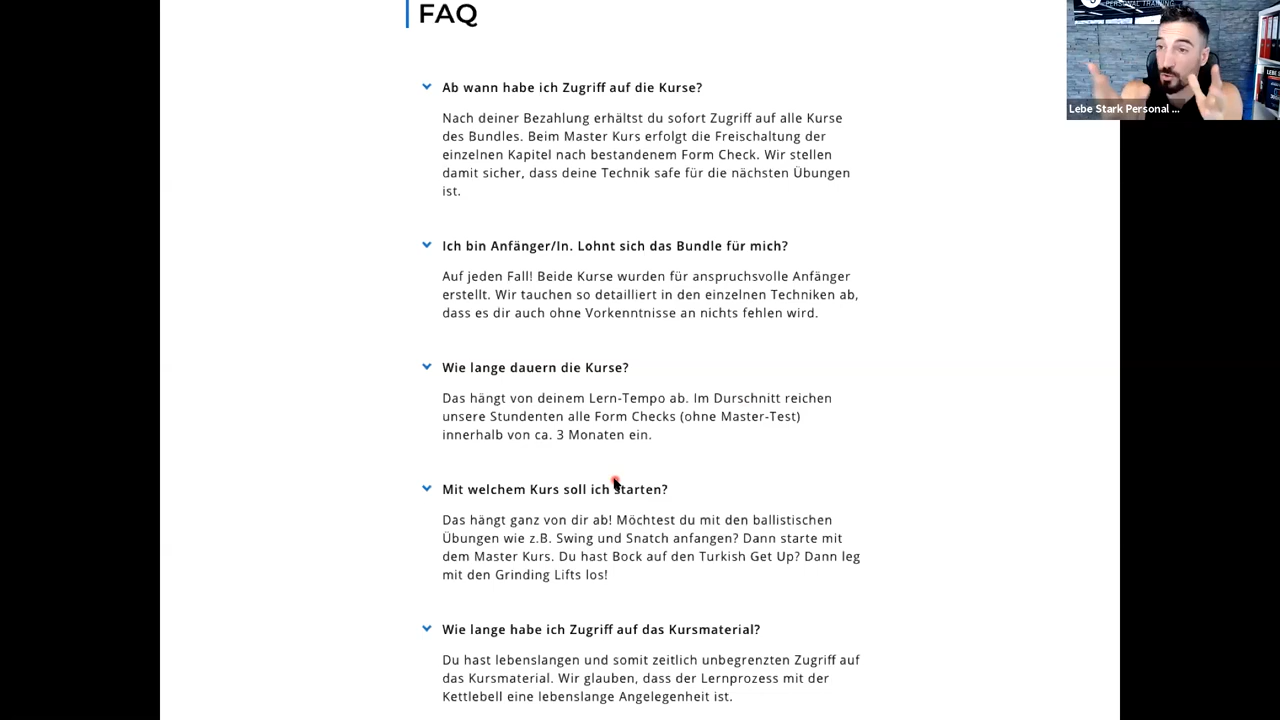 FAQ
PERSONAL TRAINING
Lebe Stark Personal ...
Ab wann habe ich Zugriff auf die Kurse?
Nach deiner Bezahlung erhältst du sofort Zugriff auf alle Kurse
des Bundles. Beim Master Kurs erfolgt die Freischaltung der
einzelnen Kapitel nach bestandenem Form Check. Wir stellen
damit sicher, dass deine Technik safe für die nächsten Übungen
ist.
Ich bin Anfänger/In. Lohnt sich das Bundle für mich?
Auf jeden Fall! Beide Kurse wurden für anspruchsvolle Anfänger
erstellt. Wir tauchen so detailliert in den einzelnen Techniken ab,
dass es dir auch ohne Vorkenntnisse an nichts fehlen wird.
Wie lange dauern die Kurse?
Das hängt von deinem Lern-Tempo ab. Im Durschnitt reichen
unsere Stundenten alle Form Checks (ohne Master-Test)
innerhalb von ca. 3 Monaten ein.
Mit welchem Kurs soll ich starten?
Das hängt ganz von dir ab! Möchtest du mit den ballistischen
Übungen wie z.B. Swing und Snatch anfangen? Dann starte mit
dem Master Kurs. Du hast Bock auf den Turkish Get Up? Dann leg
mit den Grinding Lifts los!
Wie lange habe ich Zugriff auf das Kursmaterial?
Du hast lebenslangen und somit zeitlich unbegrenzten Zugriff auf
das Kursmaterial. Wir glauben, dass der Lernprozess mit der
Kettlebell eine lebenslange Angelegenheit ist.